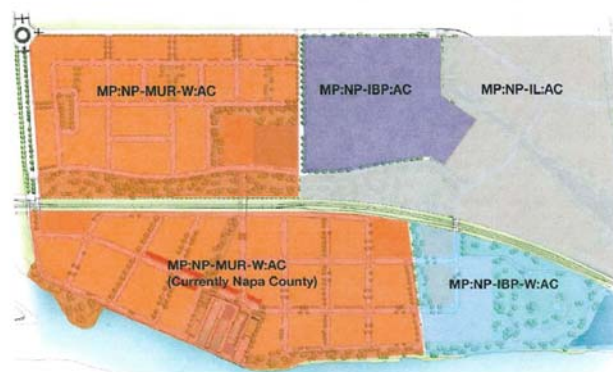 MP:NP-MUR-W:AC
MP:NP-IBP:AC
MP:NP-IL:AC
MP:NP-MUR-W:AC
(Currently Napa County)
MP:NP-IBP-W:AC